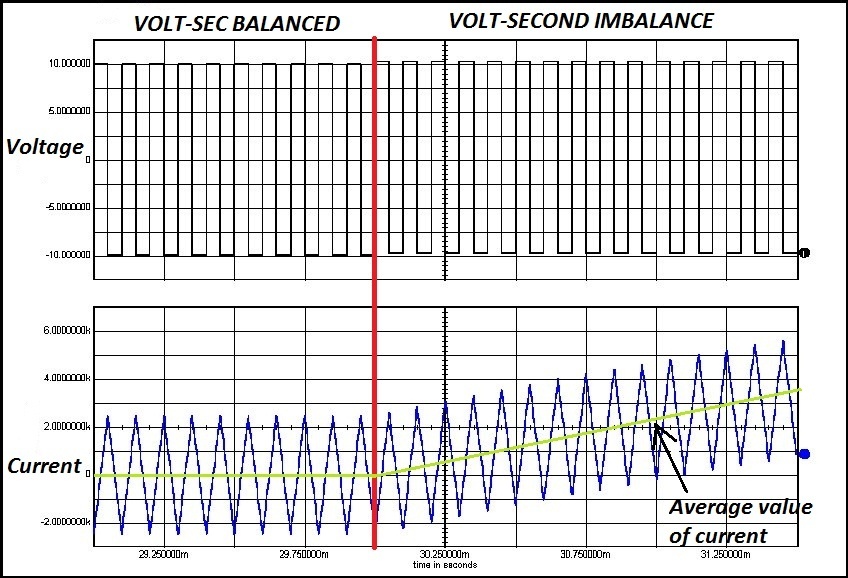 VOLT-SEC BALANCED
VOLT-SECOND IMBALANCE
10.000000
5.0000000
Voltage
0
-5.0000000
-10.000000
1
6.0000000k
4.0000000k
2.0000000k
Current
0
-2.0000000k
Average value
of current
29.250000m
29.750000m
30.250000m
30.750000m
31.250000m
time in seconds